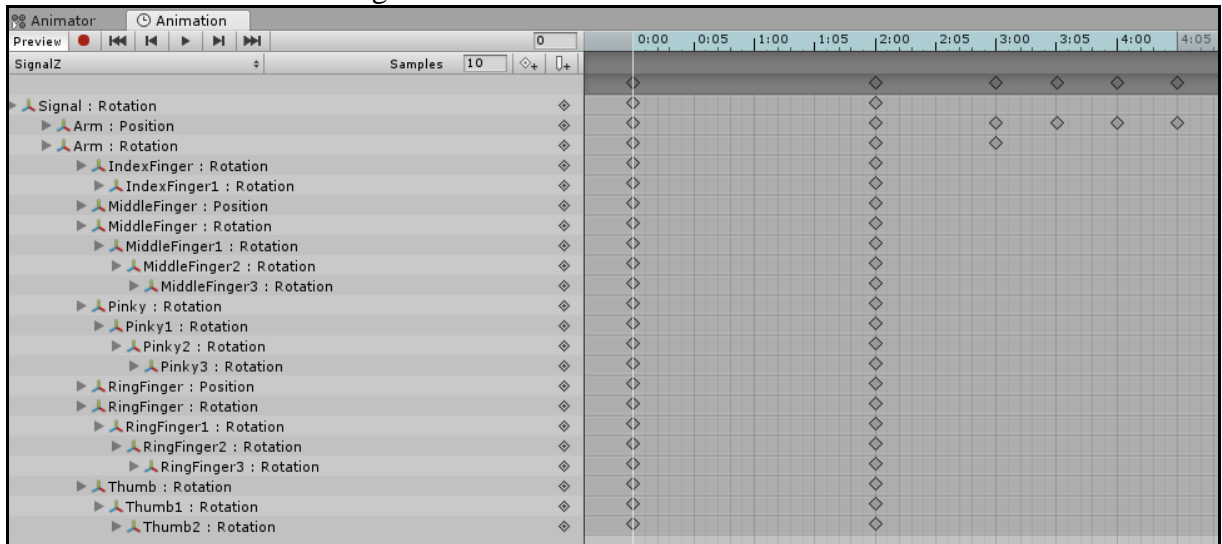 Animator Animation
Preview 0 0:00 0:05 1:00 1:05 2:00 2:05 3:00 3:05 4:00 4:05
SignalZ Samples 10
Signal : Rotation
Arm : Position
Arm : Rotation
IndexFinger : Rotation
IndexFinger1 : Rotation
MiddleFinger : Position
MiddleFinger : Rotation
MiddleFinger1 : Rotation
MiddleFinger2 : Rotation
MiddleFinger3 : Rotation
Pinky : Rotation
Pinky1 : Rotation
Pinky2 : Rotation
Pinky3 : Rotation
RingFinger : Position
RingFinger : Rotation
RingFinger1 : Rotation
RingFinger2 : Rotation
RingFinger3 : Rotation
Thumb : Rotation
Thumb1 : Rotation
Thumb2 : Rotation